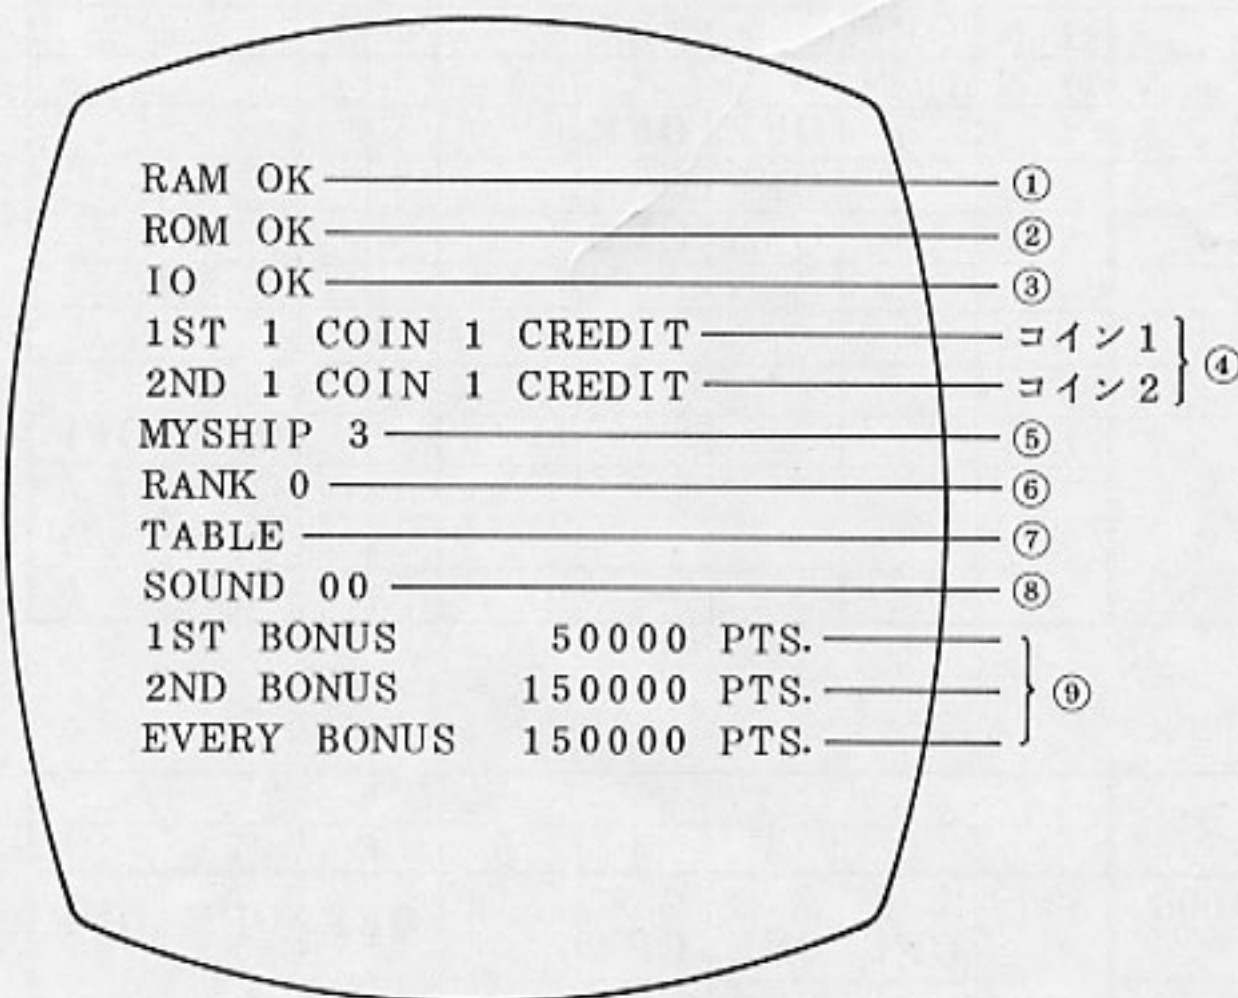 RAM OK ①
ROM OK ②
IO OK ③
1ST 1 COIN 1 CREDIT コイン1
2ND 1 COIN 1 CREDIT コイン2 ④
MYSHIP 3 ⑤
RANK 0 ⑥
TABLE ⑦
SOUND 00 ⑧
1ST BONUS 50000 PTS.
2ND BONUS 150000 PTS. ⑨
EVERY BONUS 150000 PTS.